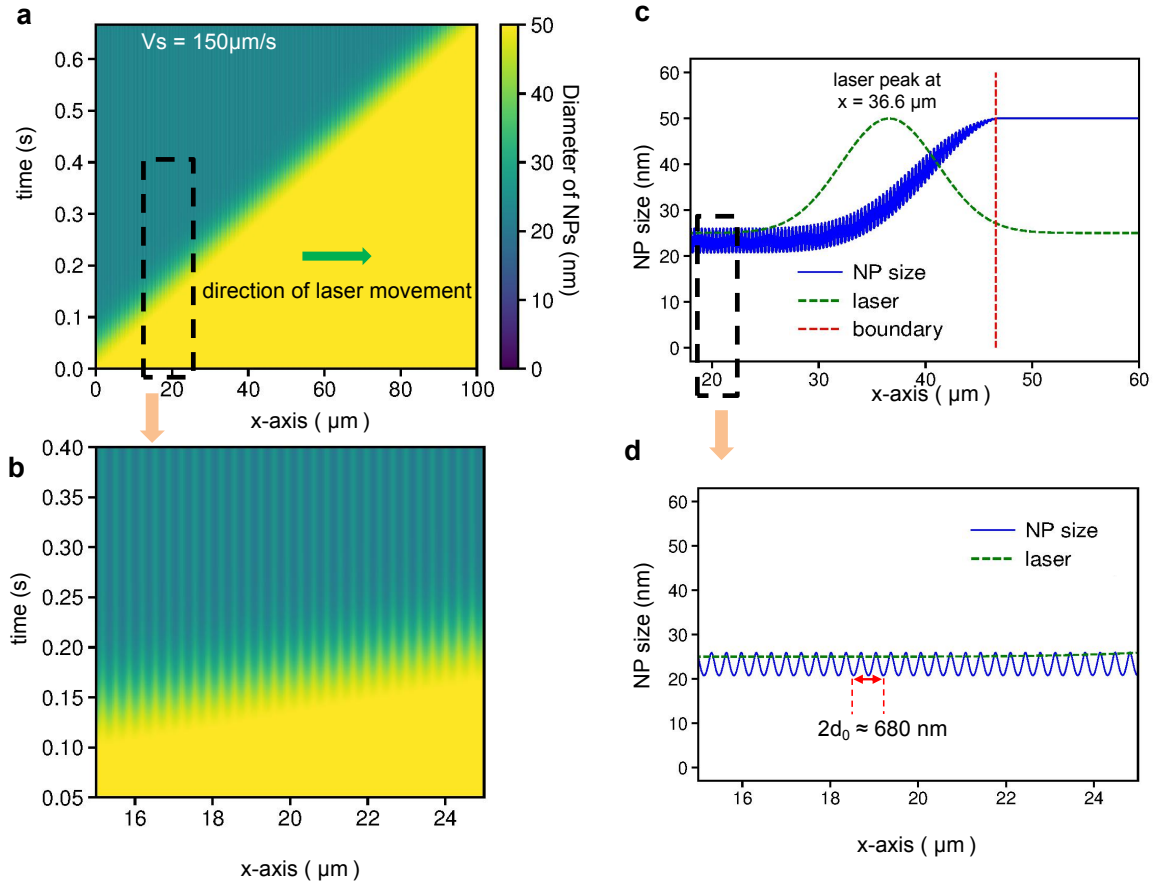 a
Vs = 150μm/s
0.6
0.5
0.4
0.3
0.2
0.1
0.0
time (s)
direction of laser movement
0 20 40 60 80 100
x-axis ( μm )
50
40
30
20
10
0
Diameter of NPs (nm)
b
0.40
0.35
0.30
0.25
0.20
0.15
0.10
0.05
time (s)
16 18 20 22 24
x-axis ( μm )
c
60
50
40
30
20
10
0
NP size (nm)
laser peak at
x = 36.6 μm
NP size
laser
boundary
20 30 40 50 60
x-axis ( μm )
d
60
50
40
30
20
10
0
NP size (nm)
NP size
laser
2d₀ ≈ 680 nm
16 18 20 22 24
x-axis ( μm )